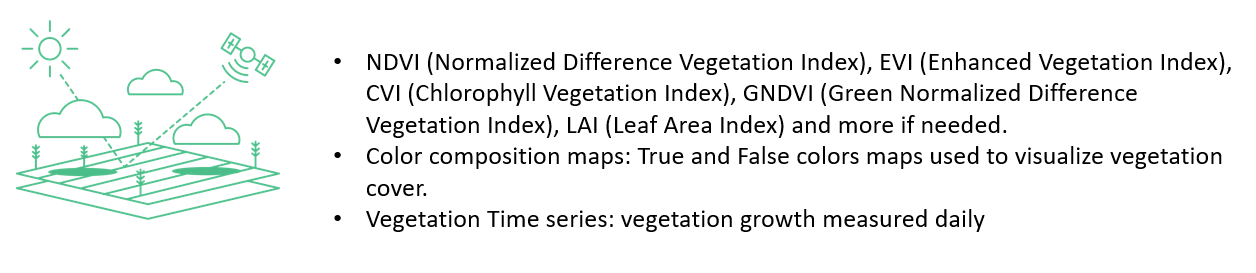 • NDVI (Normalized Difference Vegetation Index), EVI (Enhanced Vegetation Index),
CVI (Chlorophyll Vegetation Index), GNDVI (Green Normalized Difference
Vegetation Index), LAI (Leaf Area Index) and more if needed.
• Color composition maps: True and False colors maps used to visualize vegetation
cover.
• Vegetation Time series: vegetation growth measured daily